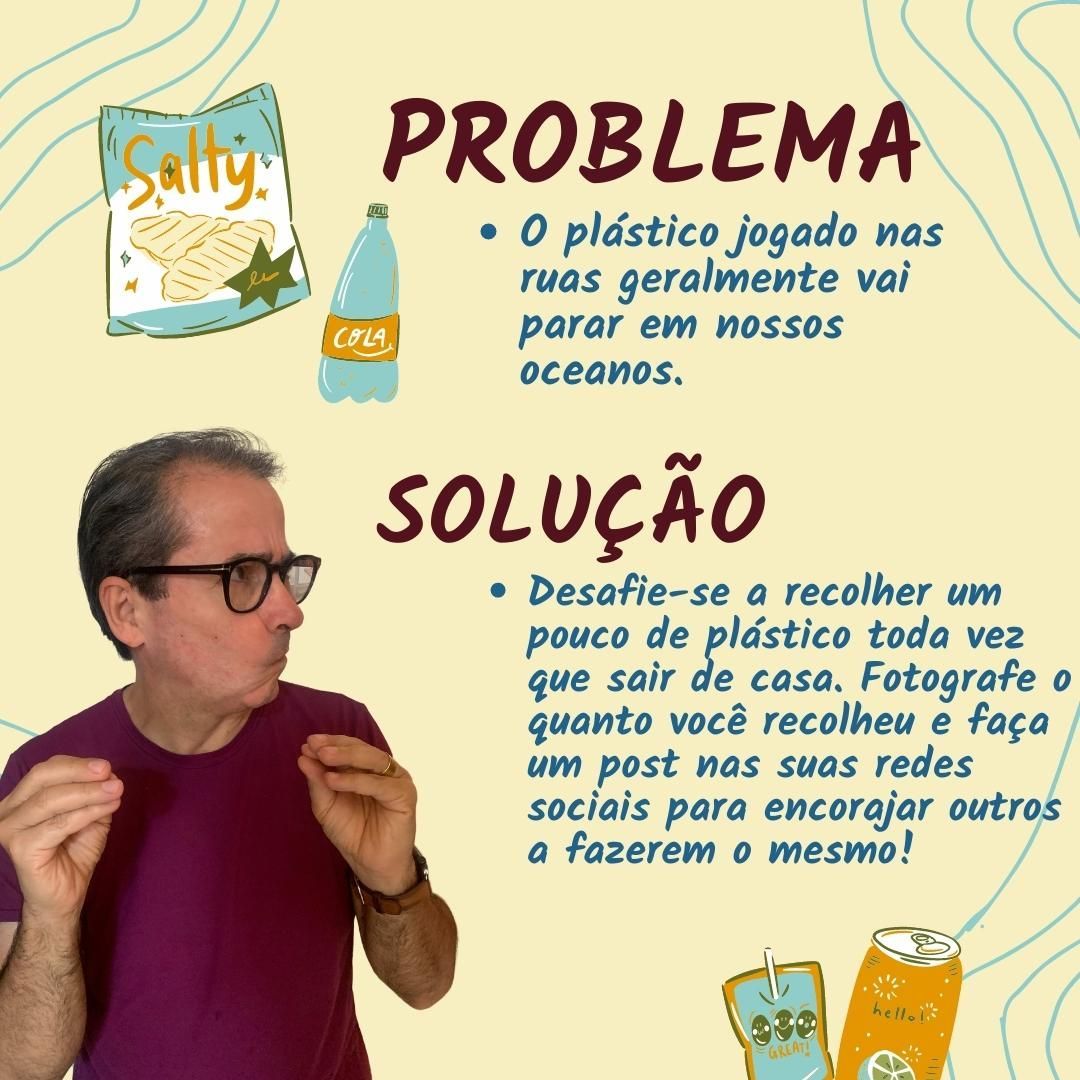 Salty
PROBLEMA
• O plástico jogado nas
ruas geralmente vai
parar em nossos
oceanos.
COLA
SOLUÇÃO
• Desafie-se a recolher um
pouco de plástico toda vez
que sair de casa. Fotografe o
quanto você recolheu e faça
um post nas suas redes
sociais para encorajar outros
a fazerem o mesmo!
hello!
GREAT!